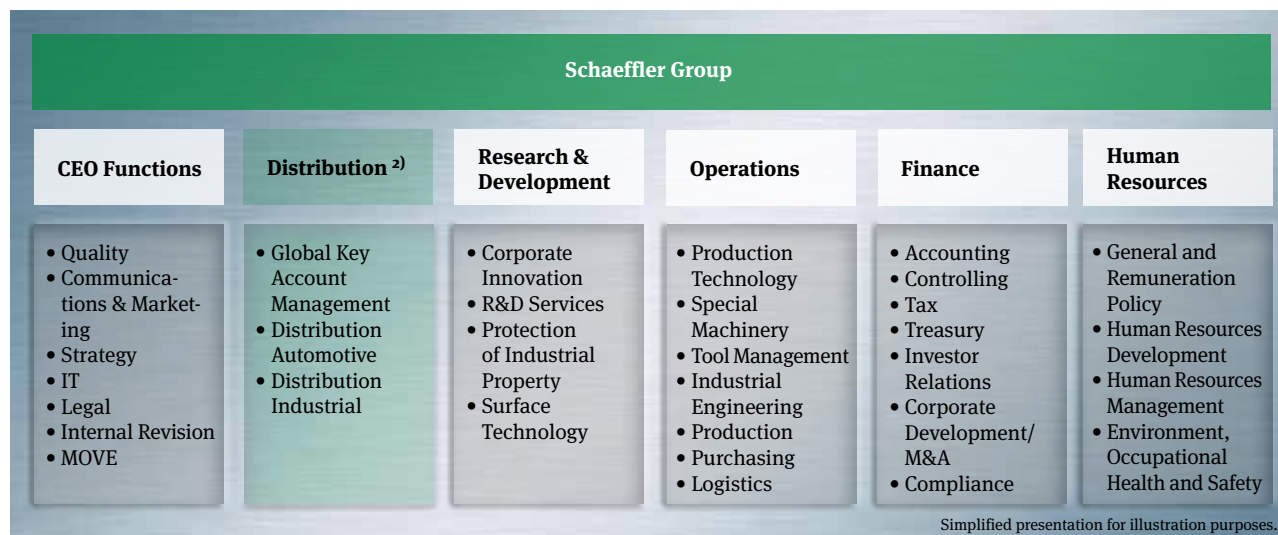 Schaeffler Group
CEO Functions
• Quality
• Communica-
tions & Market-
ing
• Strategy
• IT
• Legal
• Internal Revision
• MOVE
Distribution ²⁾
• Global Key
Account
Management
• Distribution
Automotive
• Distribution
Industrial
Research &
Development
• Corporate
Innovation
• R&D Services
• Protection
of Industrial
Property
• Surface
Technology
Operations
• Production
Technology
• Special
Machinery
• Tool Management
• Industrial
Engineering
• Production
• Purchasing
• Logistics
Finance
• Accounting
• Controlling
• Tax
• Treasury
• Investor
Relations
• Corporate
Development/
M&A
• Compliance
Human
Resources
• General and
Remuneration
Policy
• Human Resources
Development
• Human Resources
Management
• Environment,
Occupational
Health and Safety
Simplified presentation for illustration purposes.